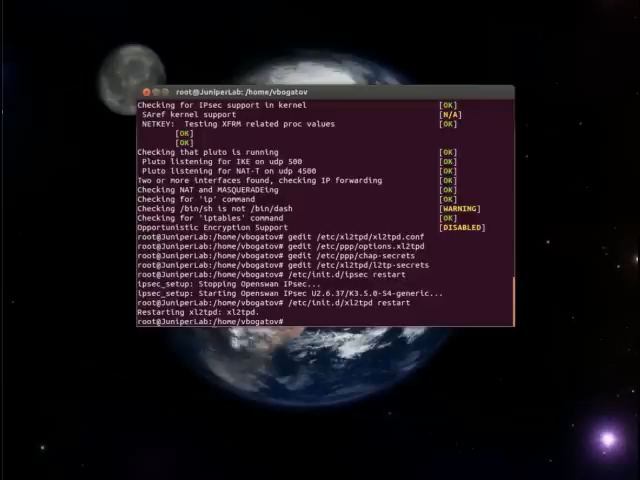 root@JuniperLab: /home/vbogatov
Checking for IPsec support in kernel [OK]
SAref kernel support [N/A]
NETKEY: Testing XFRM related proc values [OK]
[OK]
[OK]
Checking that pluto is running [OK]
Pluto listening for IKE on udp 500 [OK]
Pluto listening for NAT-T on udp 4500 [OK]
Two or more interfaces found, checking IP forwarding [OK]
Checking NAT and MASQUERADEing [OK]
Checking for 'ip' command [OK]
Checking /bin/sh is not /bin/dash [WARNING]
Checking for 'iptables' command [OK]
Opportunistic Encryption Support [DISABLED]
root@JuniperLab:/home/vbogatov# gedit /etc/xl2tpd/xl2tpd.conf
root@JuniperLab:/home/vbogatov# gedit /etc/ppp/options.xl2tpd
root@JuniperLab:/home/vbogatov# gedit /etc/ppp/chap-secrets
root@JuniperLab:/home/vbogatov# gedit /etc/xl2tpd/l2tp-secrets
root@JuniperLab:/home/vbogatov# /etc/init.d/ipsec restart
ipsec_setup: Stopping Openswan IPsec...
ipsec_setup: Starting Openswan IPsec U2.6.37/K3.5.0-54-generic...
root@JuniperLab:/home/vbogatov# /etc/init.d/xl2tpd restart
Restarting xl2tpd: xl2tpd.
root@JuniperLab:/home/vbogatov#